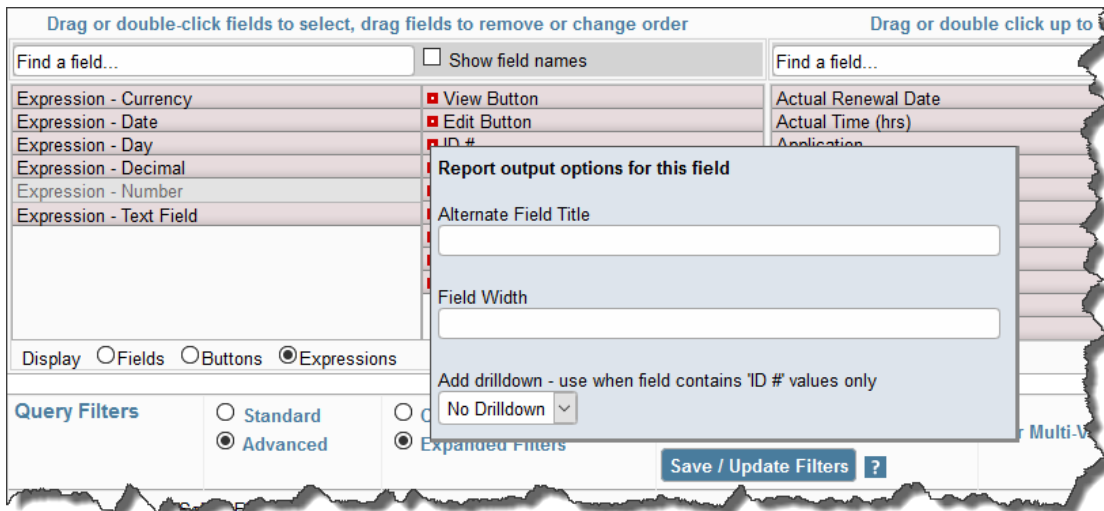 Drag or double-click fields to select, drag fields to remove or change order
Drag or double click up to
Find a field...
Show field names
Find a field...
Expression - Currency
View Button
Actual Renewal Date
Expression - Date
Edit Button
Actual Time (hrs)
Expression - Day
ID #
Application
Expression - Decimal
Expression - Number
Expression - Text Field
Report output options for this field
Alternate Field Title
Field Width
Add drilldown - use when field contains 'ID #' values only
No Drilldown
Display Fields Buttons Expressions
Query Filters
Standard
Advanced
Expanded Filters
Multi-V
Save / Update Filters ?